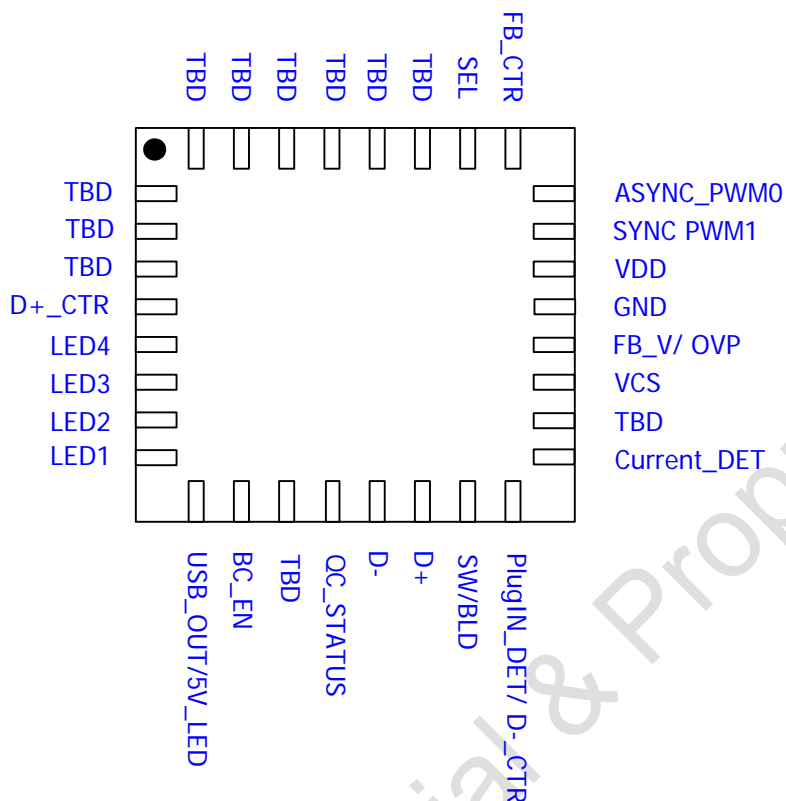 TBD
TBD
TBD
TBD
TBD
TBD
SEL
FB_CTR
TBD
TBD
TBD
D+_CTR
LED4
LED3
LED2
LED1
ASYNC_PWM0
SYNC PWM1
VDD
GND
FB_V/ OVP
VCS
TBD
Current_DET
USB_OUT/5V_LED
BC_EN
TBD
QC_STATUS
D-
D+
SW/BLD
PlugIN_DET/ D-_CTR